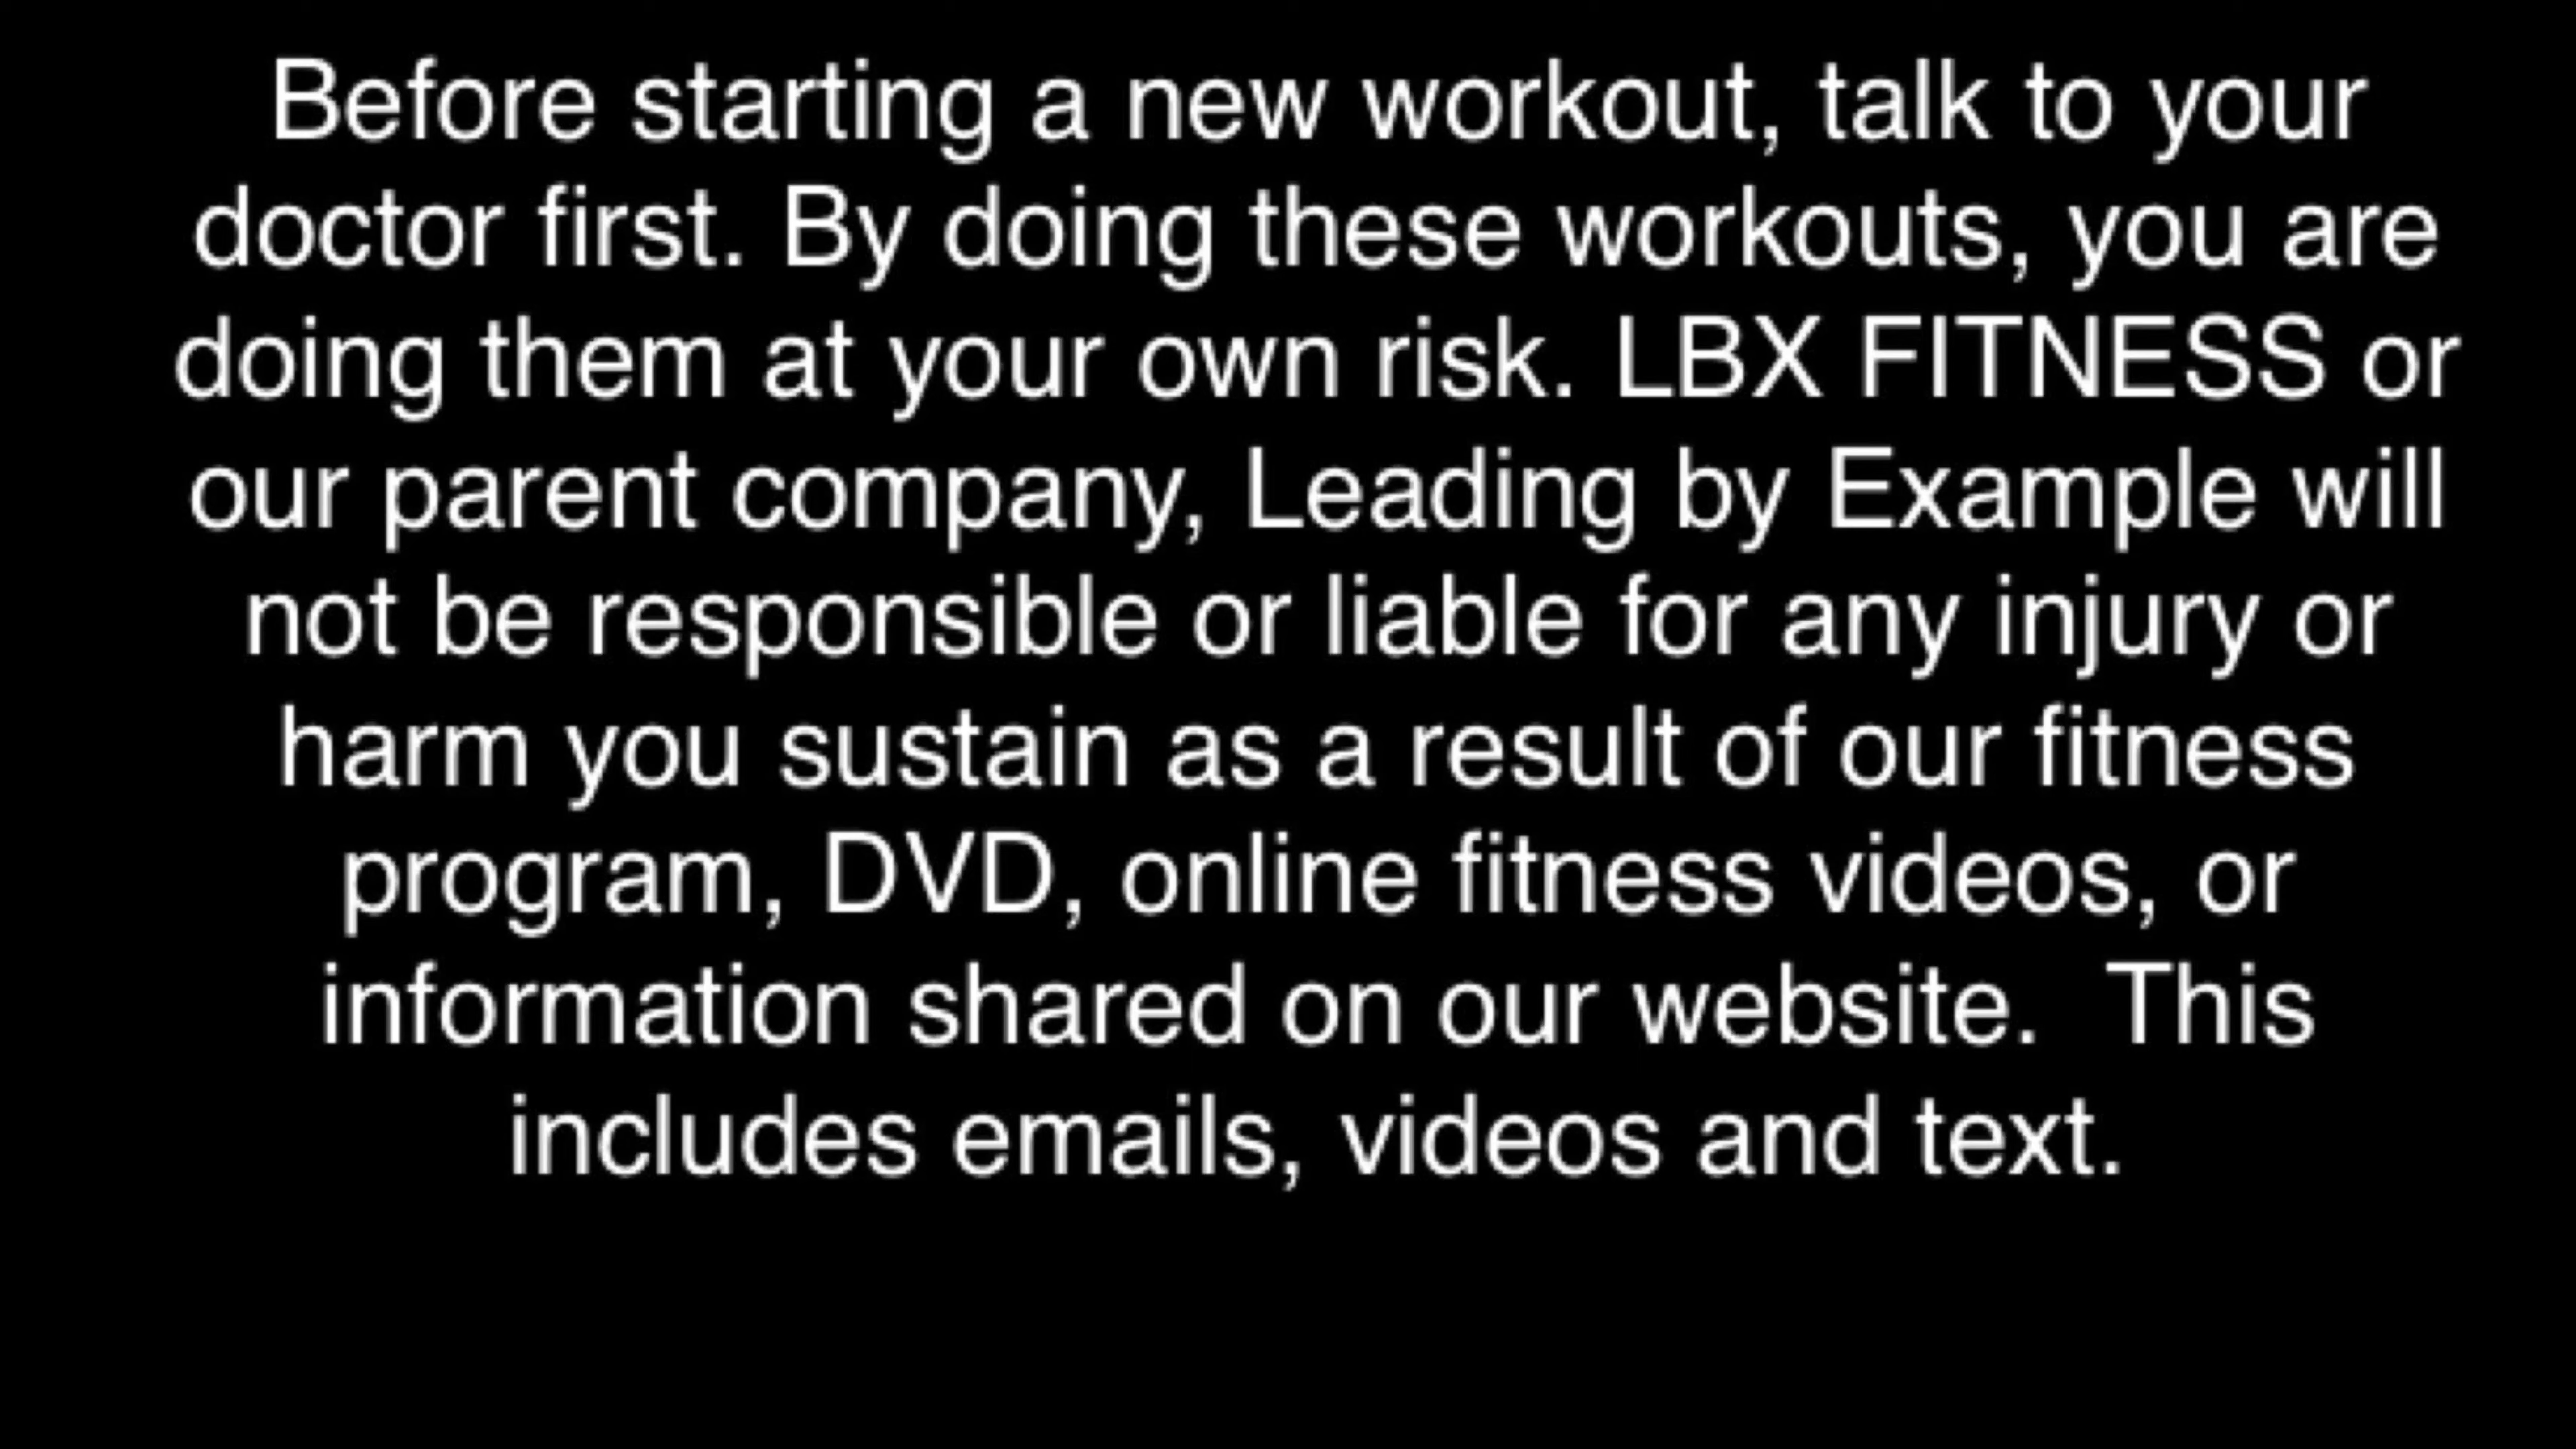 Before starting a new workout, talk to your
doctor first. By doing these workouts, you are
doing them at your own risk. LBX FITNESS or
our parent company, Leading by Example will
not be responsible or liable for any injury or
harm you sustain as a result of our fitness
program, DVD, online fitness videos, or
information shared on our website.  This
includes emails, videos and text.